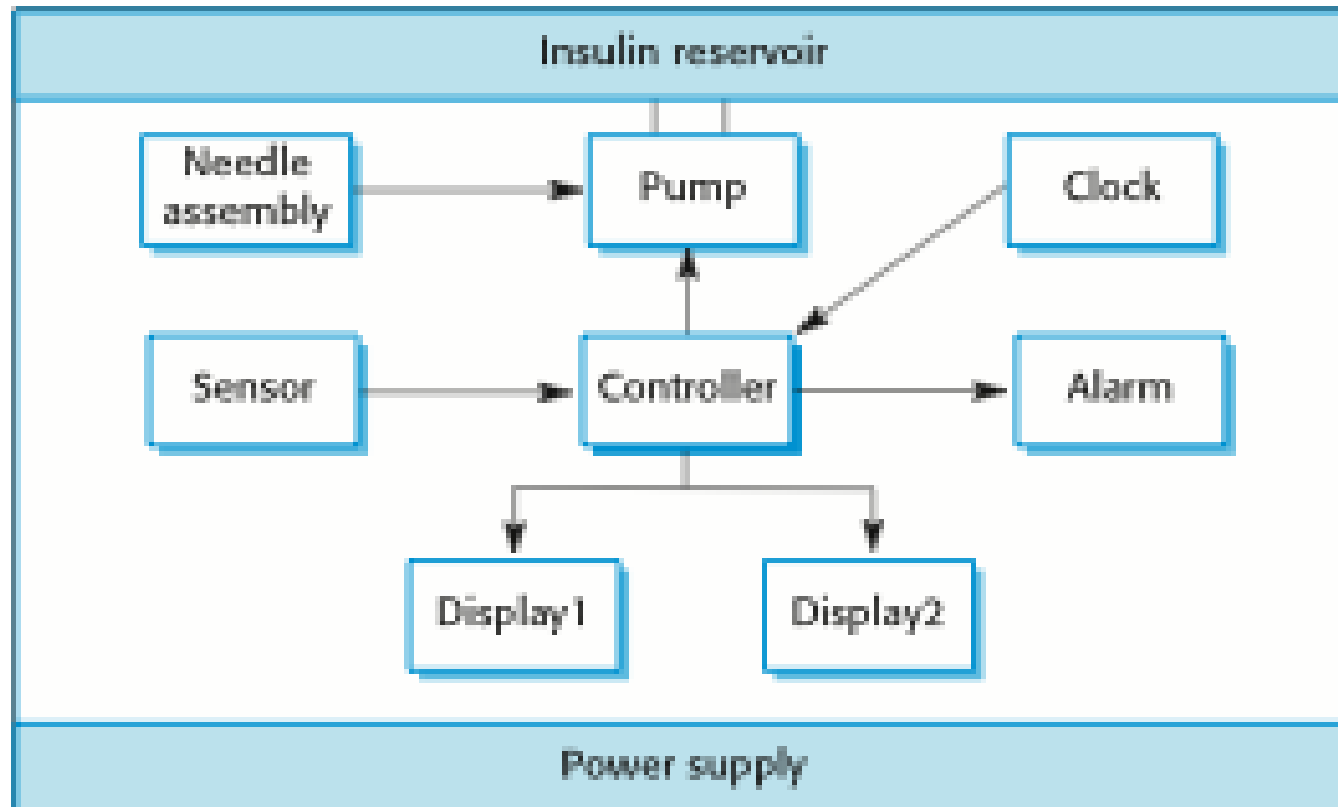 Insulin reservoir
Needle
assembly
Pump
Clock
Sensor
Controller
Alarm
Display1
Display2
Power supply